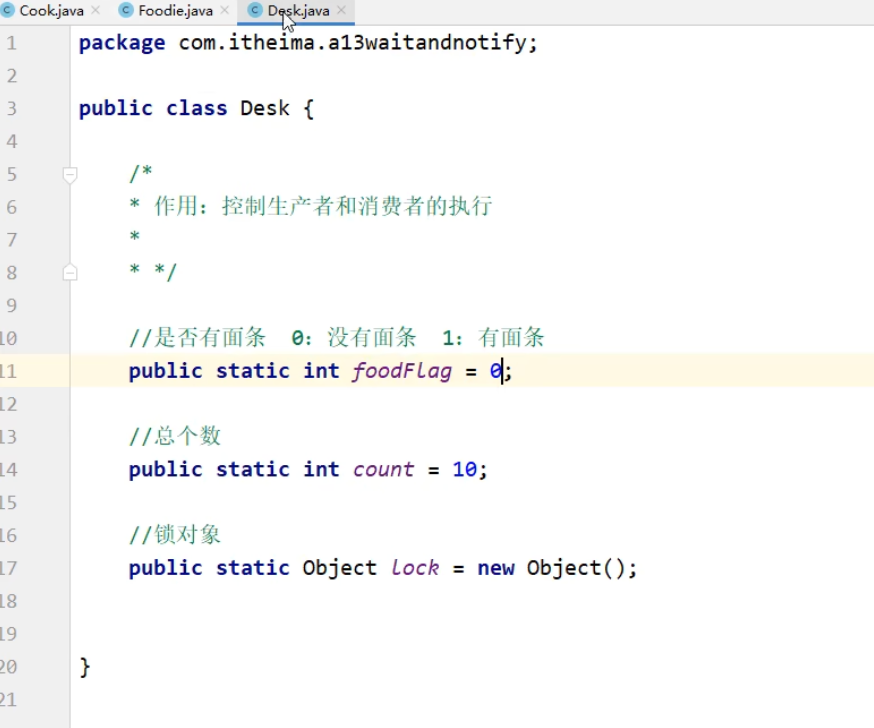 Cook.java × Foodie.java × Desk.java ×
1 package com.itheima.a13waitandnotify;
2
3 public class Desk {
4
5 /*
6 * 作用：控制生产者和消费者的执行
7 *
8 * */
9
10 //是否有面条 0：没有面条 1：有面条
11 public static int foodFlag = 0;
12
13 //总个数
14 public static int count = 10;
15
16 //锁对象
17 public static Object lock = new Object();
18
19
20 }
21